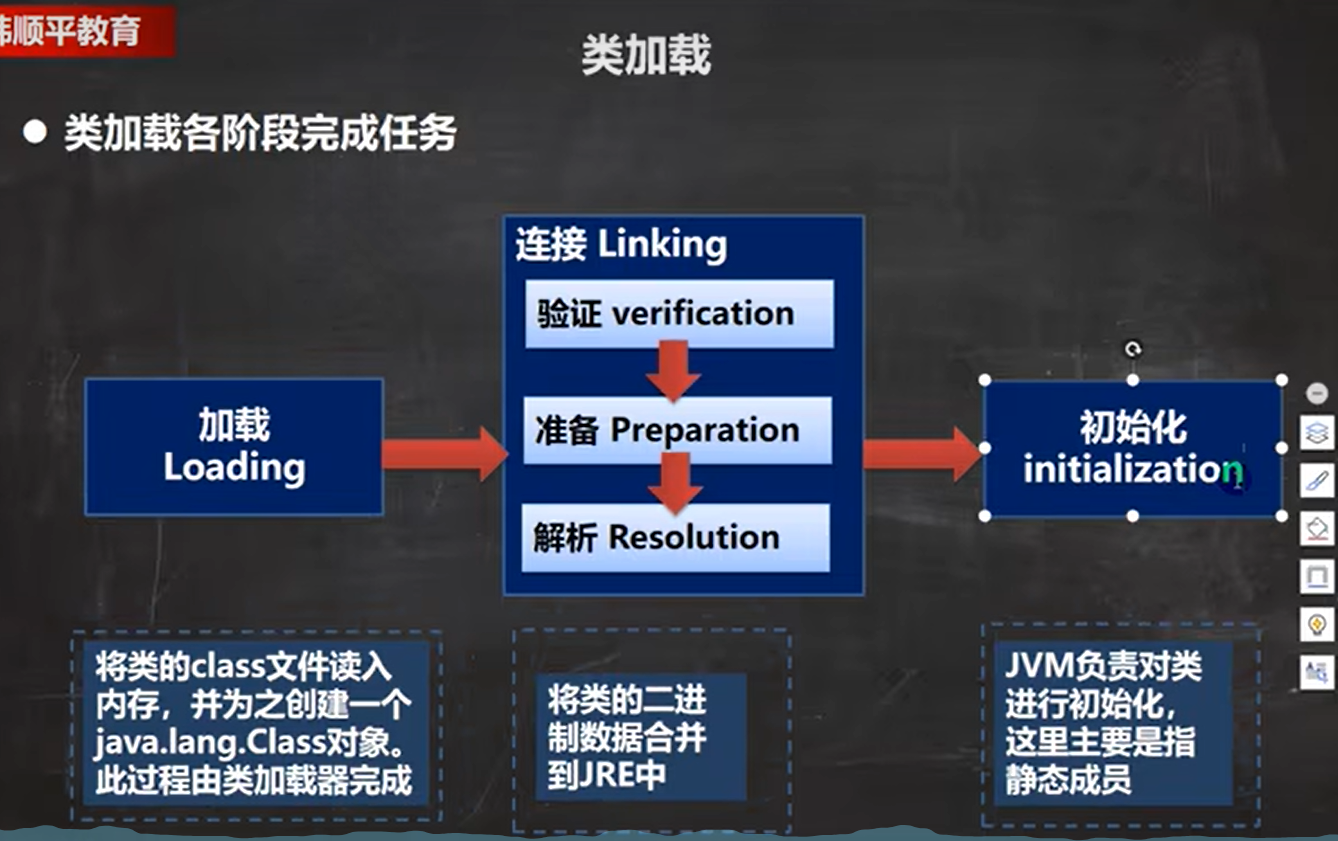 韩顺平教育
类加载
类加载各阶段完成任务
连接 Linking
验证 verification
准备 Preparation
解析 Resolution
加载
Loading
初始化
initialization
将类的class文件读入
内存，并为之创建一个
java.lang.Class对象。
此过程由类加载器完成
将类的二进
制数据合并
到JRE中
JVM负责对类
进行初始化，
这里主要是指
静态成员